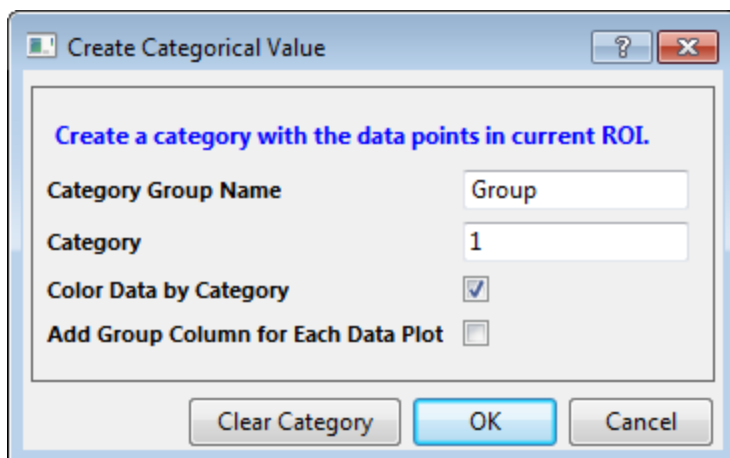 Create Categorical Value
Create a category with the data points in current ROI.
Category Group Name Group
Category 1
Color Data by Category
Add Group Column for Each Data Plot
Clear Category OK Cancel